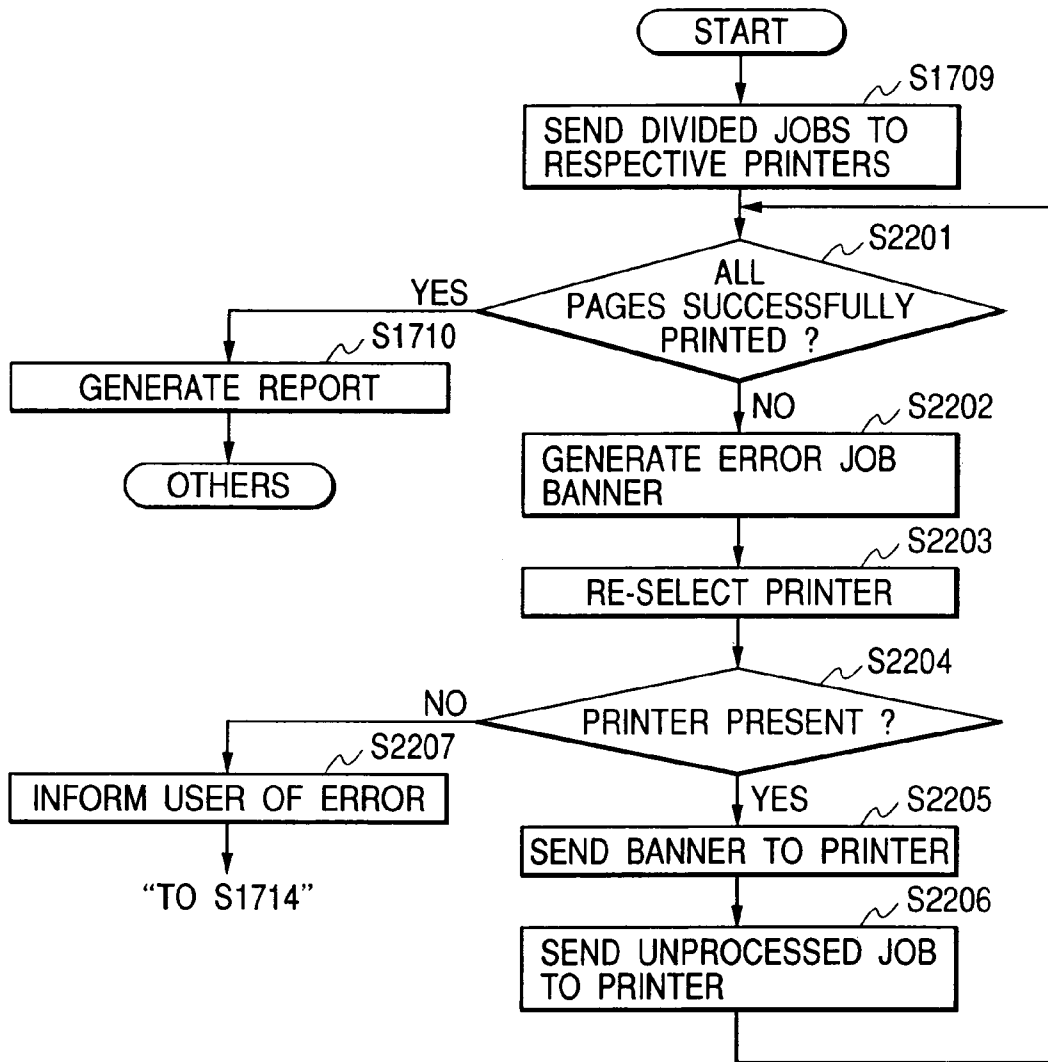 START
S1709
SEND DIVIDED JOBS TO
RESPECTIVE PRINTERS
S2201
ALL
PAGES SUCCESSFULLY
PRINTED ?
YES
S1710
GENERATE REPORT
OTHERS
NO
S2202
GENERATE ERROR JOB
BANNER
S2203
RE-SELECT PRINTER
S2204
PRINTER PRESENT ?
NO
S2207
INFORM USER OF ERROR
“TO S1714”
YES
S2205
SEND BANNER TO PRINTER
S2206
SEND UNPROCESSED JOB
TO PRINTER